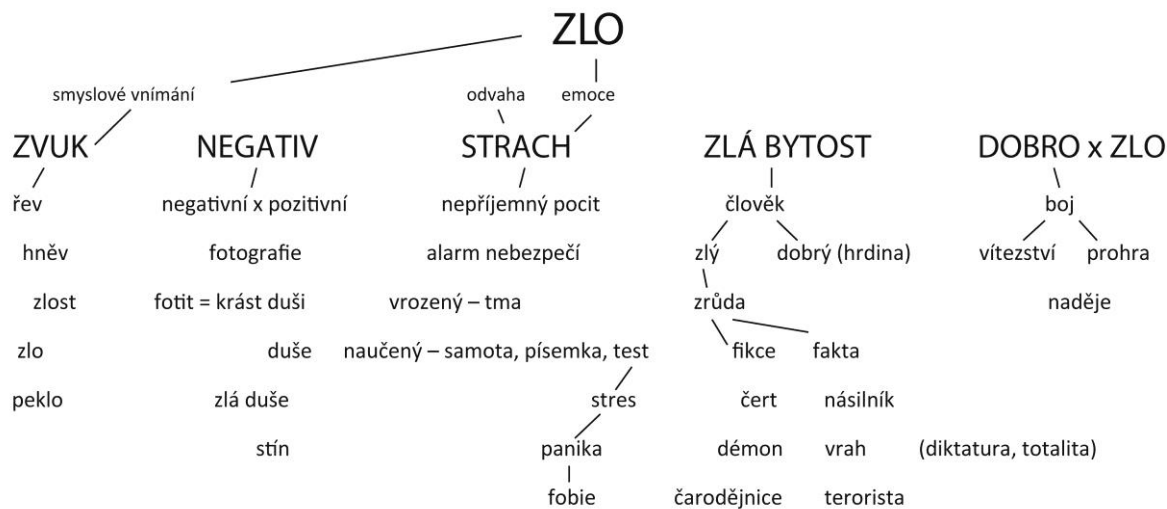 ZLO
smyslové vnímání odvaha emoce
ZVUK NEGATIV STRACH ZLÁ BYTOST DOBRO x ZLO
řev negativní x pozitivní nepříjemný pocit člověk boj
hněv fotografie alarm nebezpečí zlý dobrý (hrdina) vítezství prohra
zlost fotit = krást duši vrozený – tma zrůda naděje
zlo duše naučený – samota, písemka, test fikce fakta
peklo zlá duše stres čert násilník
stín panika démon vrah (diktatura, totalita)
fobie čarodějnice terorista